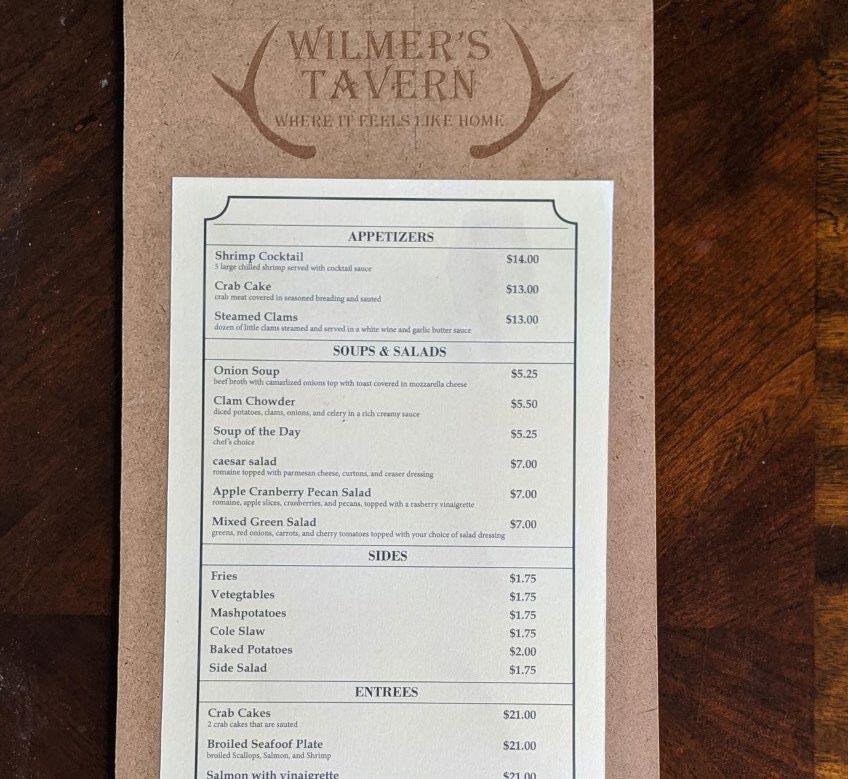 WILMER'S
TAVERN
WHERE IT FEELS LIKE HOME
APPETIZERS
Shrimp Cocktail $14.00
5 large chilled shrimp served with cocktail sauce
Crab Cake $13.00
crab meat covered in seasoned breading and sauted
Steamed Clams $13.00
dozen of little clams steamed and served in a white wine and garlic butter sauce
SOUPS & SALADS
Onion Soup $5.25
beef broth with camarlized onions top with toast covered in mozzarella cheese
Clam Chowder $5.50
diced potatoes, clams, onions, and celery in a rich creamy sauce
Soup of the Day $5.25
chef's choice
caesar salad $7.00
romaine topped with parmesan cheese, curtons, and ceaser dressing
Apple Cranberry Pecan Salad $7.00
romaine, apple slices, cranberries, and pecans, topped with a rasberry vinaigrette
Mixed Green Salad $7.00
greens, red onions, carrots, and cherry tomatoes topped with your choice of salad dressing
SIDES
Fries $1.75
Vetegtables $1.75
Mashpotatoes $1.75
Cole Slaw $1.75
Baked Potatoes $2.00
Side Salad $1.75
ENTREES
Crab Cakes $21.00
2 crab cakes that are sauted
Broiled Seafoof Plate $21.00
broiled Scallops, Salmon, and Shrimp
Salmon with vinaigrette $21.00